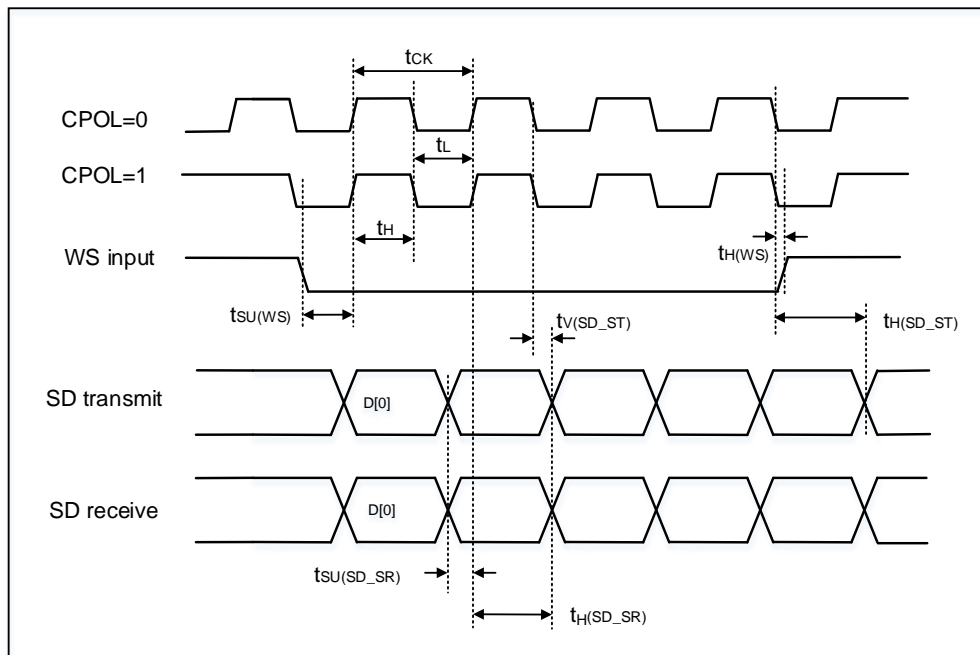 tCK
CPOL=0
tL
CPOL=1
tH
tH(WS)
WS input
tSU(WS)
tV(SD_ST)
tH(SD_ST)
SD transmit
D[0]
SD receive
D[0]
tSU(SD_SR)
tH(SD_SR)